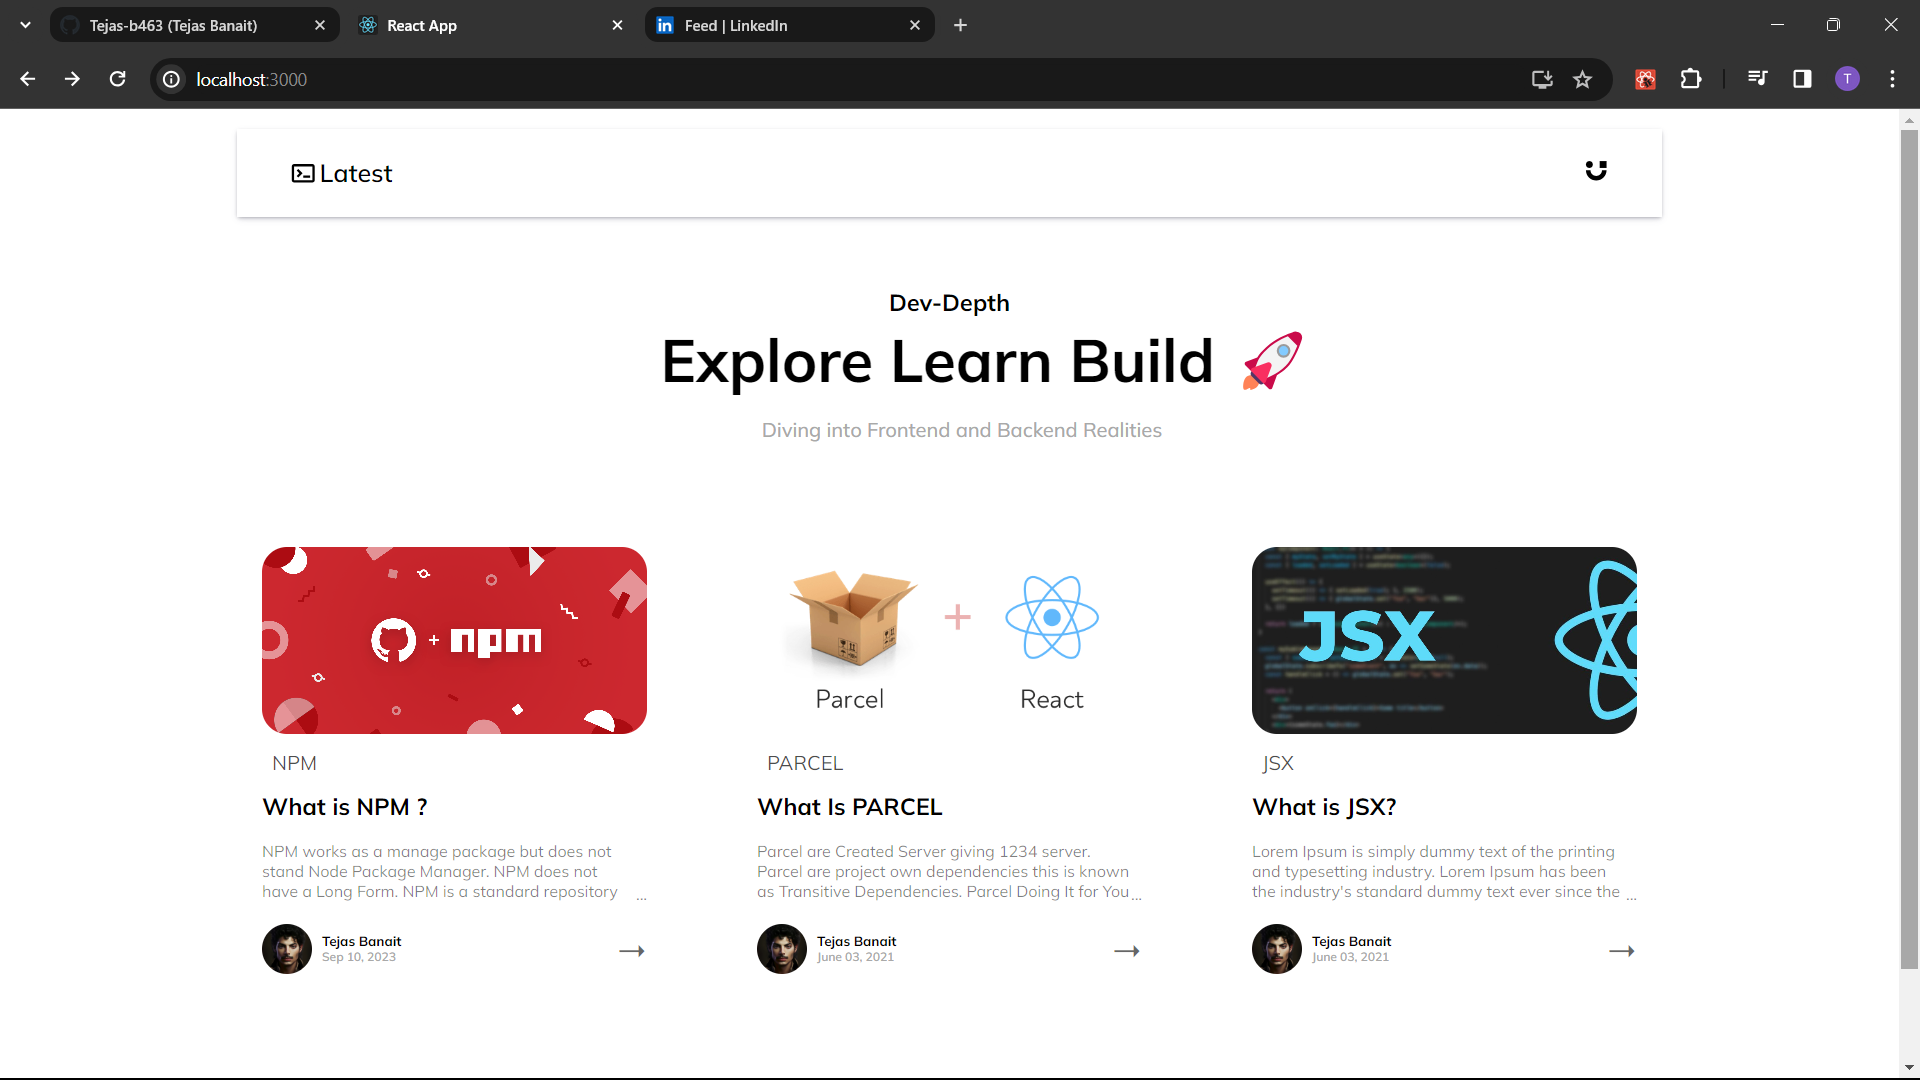 Tejas-b463 (Tejas Banait)
React App
Feed | LinkedIn
localhost:3000
T
Latest
Dev-Depth
Explore Learn Build
Diving into Frontend and Backend Realities
+ npm
Parcel
+
React
JSX
NPM
What is NPM ?
NPM works as a manage package but does not
stand Node Package Manager. NPM does not
have a Long Form. NPM is a standard repository ...
Tejas Banait
Sep 10, 2023
PARCEL
What Is PARCEL
Parcel are Created Server giving 1234 server.
Parcel are project own dependencies this is known
as Transitive Dependencies. Parcel Doing It for You...
Tejas Banait
June 03, 2021
JSX
What is JSX?
Lorem Ipsum is simply dummy text of the printing
and typesetting industry. Lorem Ipsum has been
the industry's standard dummy text ever since the ...
Tejas Banait
June 03, 2021